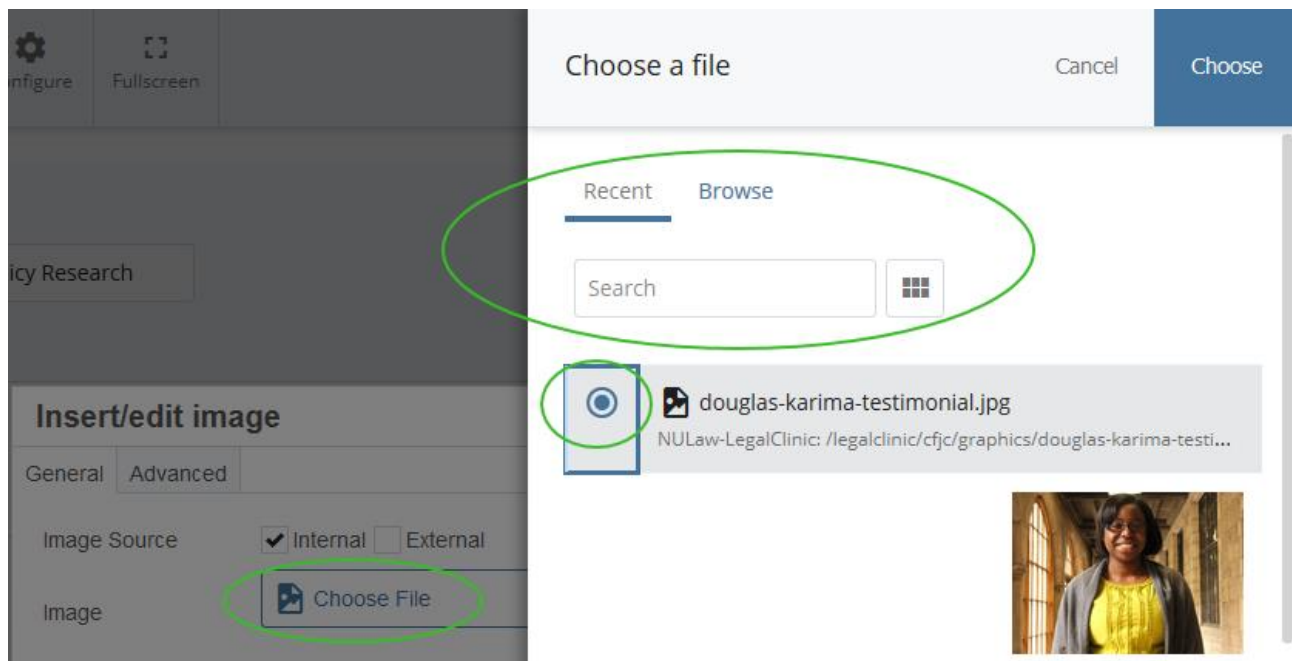 nfigure
Fullscreen
Choose a file
Cancel
Choose
Recent
Browse
icy Research
Search
douglas-karima-testimonial.jpg
NULaw-LegalClinic: /legalclinic/cfjc/graphics/douglas-karima-testi...
Insert/edit image
General
Advanced
Image Source
Internal
External
Image
Choose File